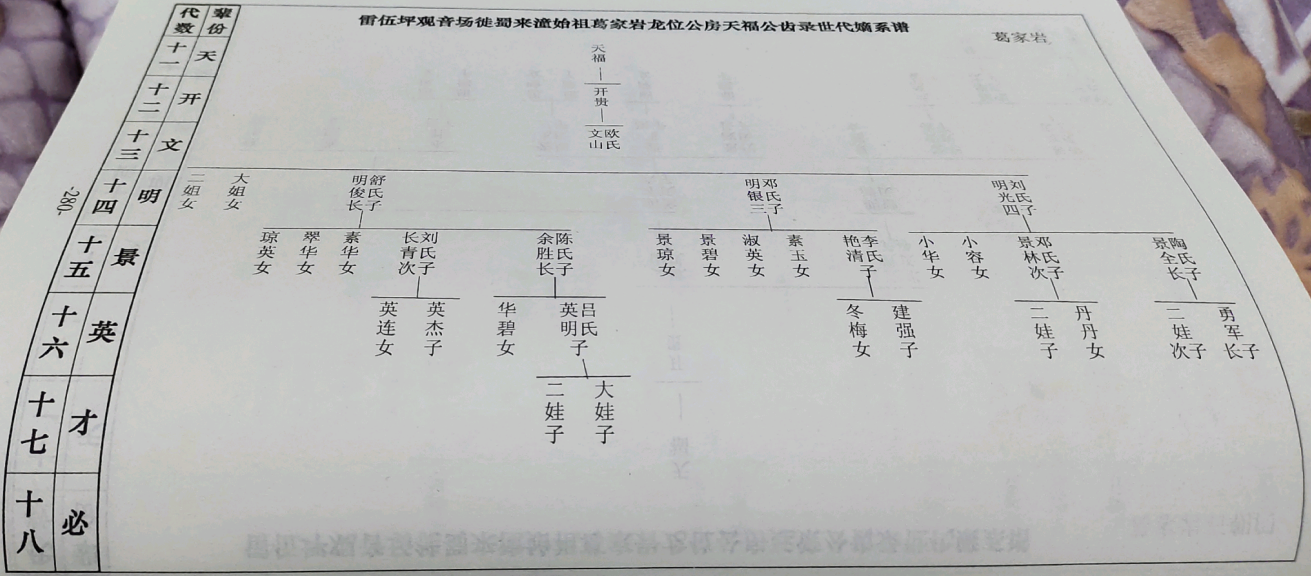 雷伍坪观音场徙蜀来潼始祖葛家岩龙位公房天福公齿录世代嫡系谱
葛家岩
代数
辈份
十一 天
十二 开
十三 文
十四 明
十五 景
十六 英
十七 才
十八 必
-280-
天福
开贵
文山 欧氏
二姐女
大姐女
明俊长 舒氏子
明银三 邓氏子
明光四 刘氏子
琼英女
翠华女
素华女
长青次 刘氏子
余胜长 陈氏子
景琼女
景碧女
淑英女
素玉女
艳清 李氏子
小华女
小容女
景林次 邓氏子
景全长 陶氏子
英连女
英杰子
华碧女
英明 吕氏子
冬梅女
建强子
二娃子
丹丹女
二娃次子
勇军长子
二娃子
大娃子